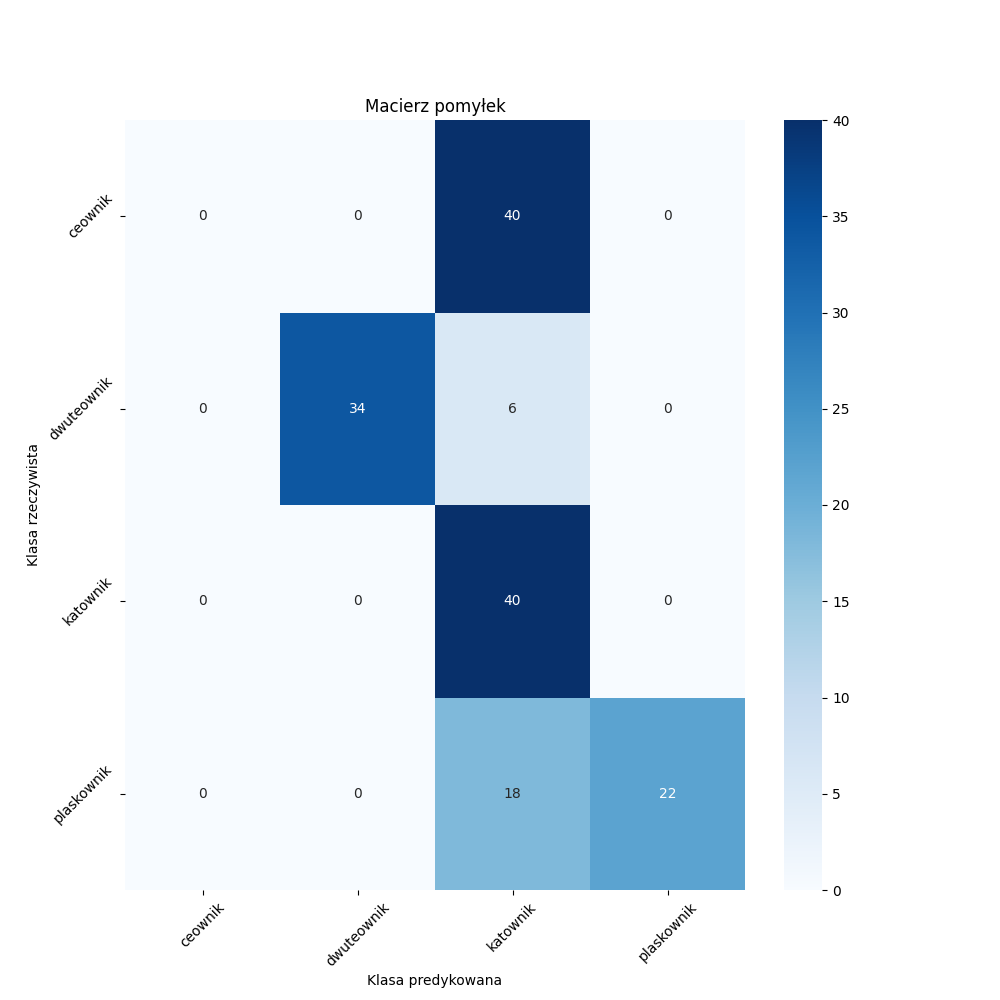 Macierz pomyłek
Klasa rzeczywista
ceownik
0 0 40 0
dwuteownik
0 34 6 0
katownik
0 0 40 0
plaskownik
0 0 18 22
ceownik dwuteownik katownik plaskownik
Klasa predykowana
40
35
30
25
20
15
10
5
0